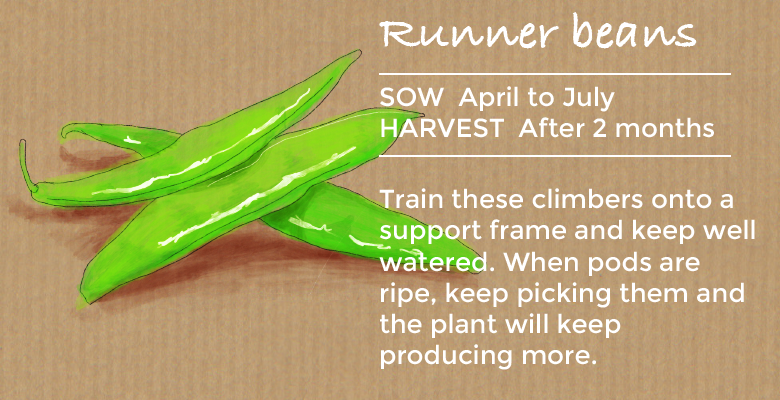 Runner beans
SOW April to July
HARVEST After 2 months
Train these climbers onto a
support frame and keep well
watered. When pods are
ripe, keep picking them and
the plant will keep
producing more.